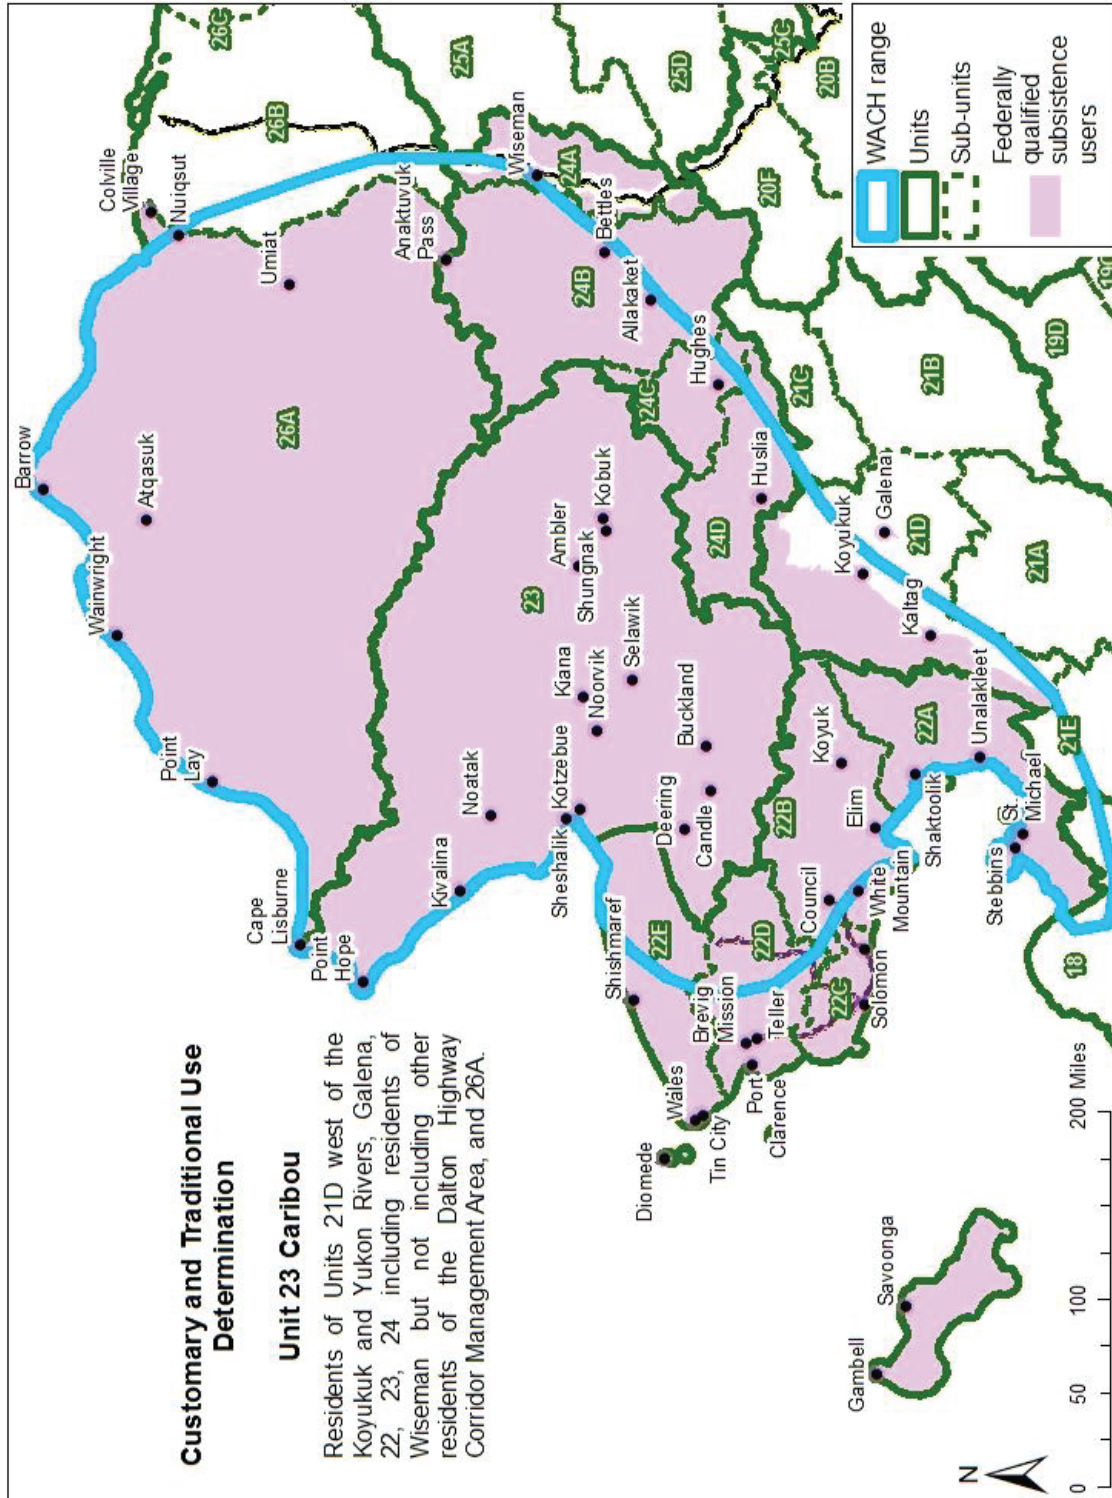 Customary and Traditional Use
Determination
Unit 23 Caribou
Residents of Units 21D west of the
Koyukuk and Yukon Rivers, Galena,
22, 23, 24 including residents of
Wiseman but not including other
residents of the Dalton Highway
Corridor Management Area, and 26A.
Barrow
Wainwright
Atqasuk
Point
Lay
Cape
Lisburne
Point
Hope
Colville
Village
Nuiqsut
Umiat
Anaktuvuk
Pass
Wiseman
Bettles
Allakaket
Hughes
Huslia
Koyukuk
Galena
Kaltag
Kobuk
Ambler
Shungnak
Kiana
Noorvik
Selawik
Buckland
Noatak
Kivalina
Kotzebue
Sheshalik
Deering
Candle
Shishmaref
Koyuk
Elim
Council
White
Mountain
Shaktoolik
Unalakleet
St.
Michael
Stebbins
Solomon
Brevig
Mission
Teller
Port
Clarence
Wales
Tin City
Diomede
Savoonga
Gambell
26C
26B
26A
25A
25D
25C
24A
24B
24C
24D
23
22A
22B
22C
22D
22E
21A
21B
21C
21D
21E
20B
20F
19D
18
WACH range
Units
Sub-units
Federally
qualified
subsistence
users
N
0 50 100 200 Miles